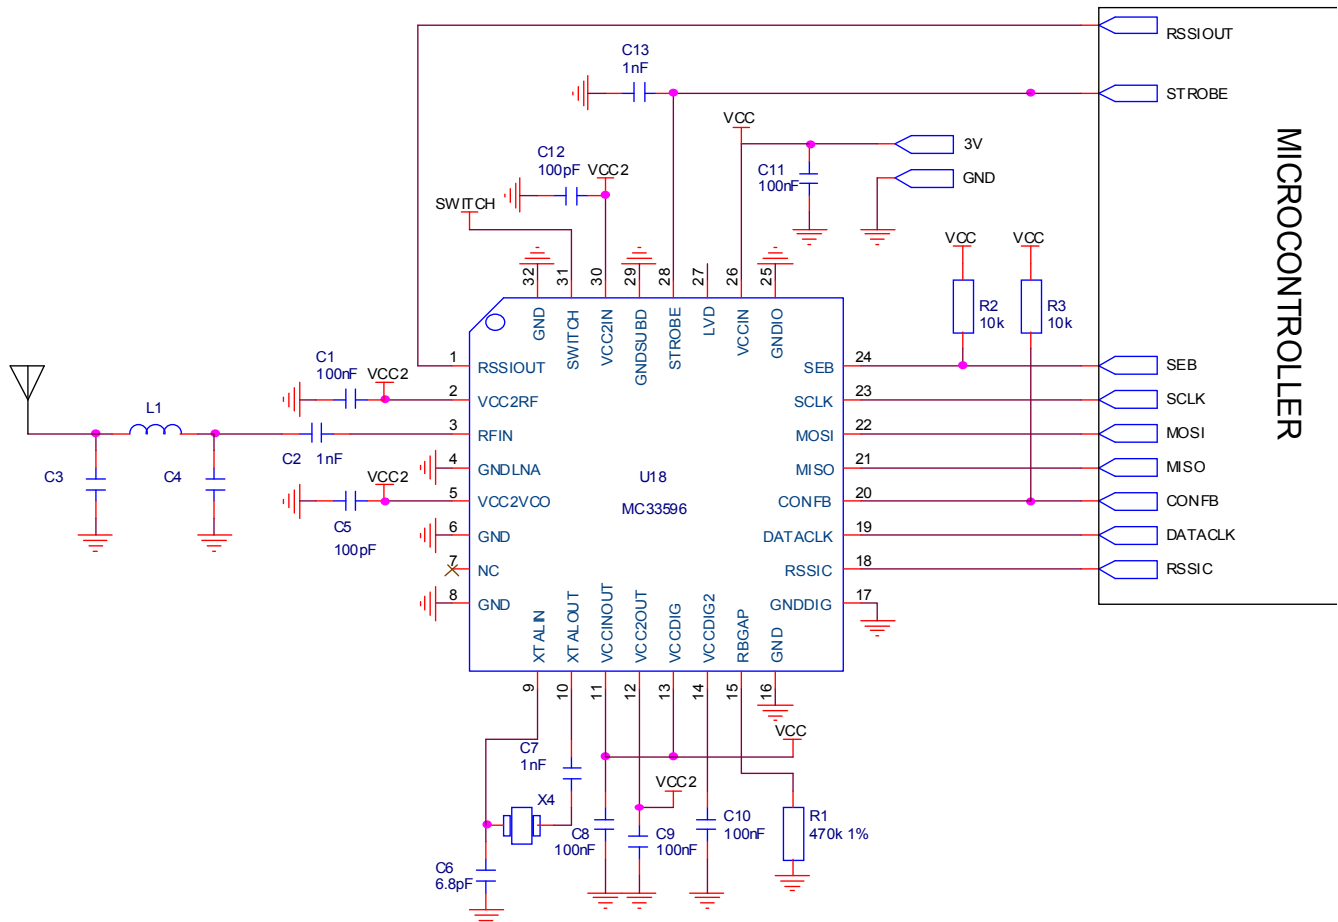 RSSIOUT
C13
1nF
STROBE
VCC
3V
C12
100pF
VCC2
C11
100nF
GND
SWITCH
VCC
VCC
32
31
30
29
28
27
26
25
R2
10k
R3
10k
MICROCONTROLLER
GND
SWITCH
VCC2IN
GNDSUBD
STROBE
LVD
VCCIN
GNDIO
C1
100nF
VCC2
1
RSSIOUT
SEB
24
SEB
2
VCC2RF
SCLK
23
SCLK
L1
3
RFIN
MOSI
22
MOSI
C2
1nF
C3
C4
4
GNDLNA
MISO
21
MISO
VCC2
U18
5
VCC2VCO
CONFB
20
CONFB
MC33596
C5
100pF
6
GND
DATACLK
19
DATACLK
7
NC
RSSIC
18
RSSIC
8
GND
GNDDIG
17
XTALIN
XTALOUT
VCCINOUT
VCC2OUT
VCCDIG
VCCDIG2
RBGAP
GND
9
10
11
12
13
14
15
16
VCC
C7
1nF
VCC2
X4
C8
100nF
C9
100nF
C10
100nF
R1
470k 1%
C6
6.8pF